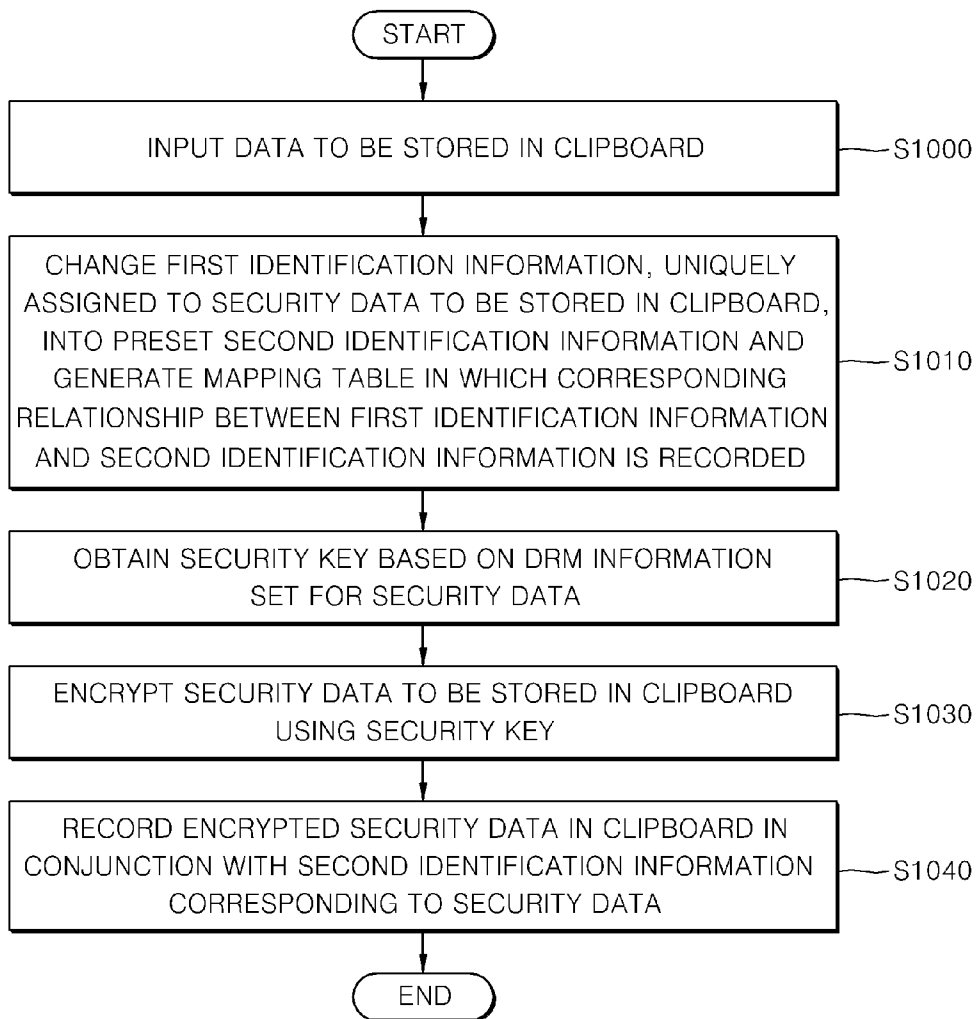 START
INPUT DATA TO BE STORED IN CLIPBOARD
S1000
CHANGE FIRST IDENTIFICATION INFORMATION, UNIQUELY
ASSIGNED TO SECURITY DATA TO BE STORED IN CLIPBOARD,
INTO PRESET SECOND IDENTIFICATION INFORMATION AND
GENERATE MAPPING TABLE IN WHICH CORRESPONDING
RELATIONSHIP BETWEEN FIRST IDENTIFICATION INFORMATION
AND SECOND IDENTIFICATION INFORMATION IS RECORDED
S1010
OBTAIN SECURITY KEY BASED ON DRM INFORMATION
SET FOR SECURITY DATA
S1020
ENCRYPT SECURITY DATA TO BE STORED IN CLIPBOARD
USING SECURITY KEY
S1030
RECORD ENCRYPTED SECURITY DATA IN CLIPBOARD IN
CONJUNCTION WITH SECOND IDENTIFICATION INFORMATION
CORRESPONDING TO SECURITY DATA
S1040
END